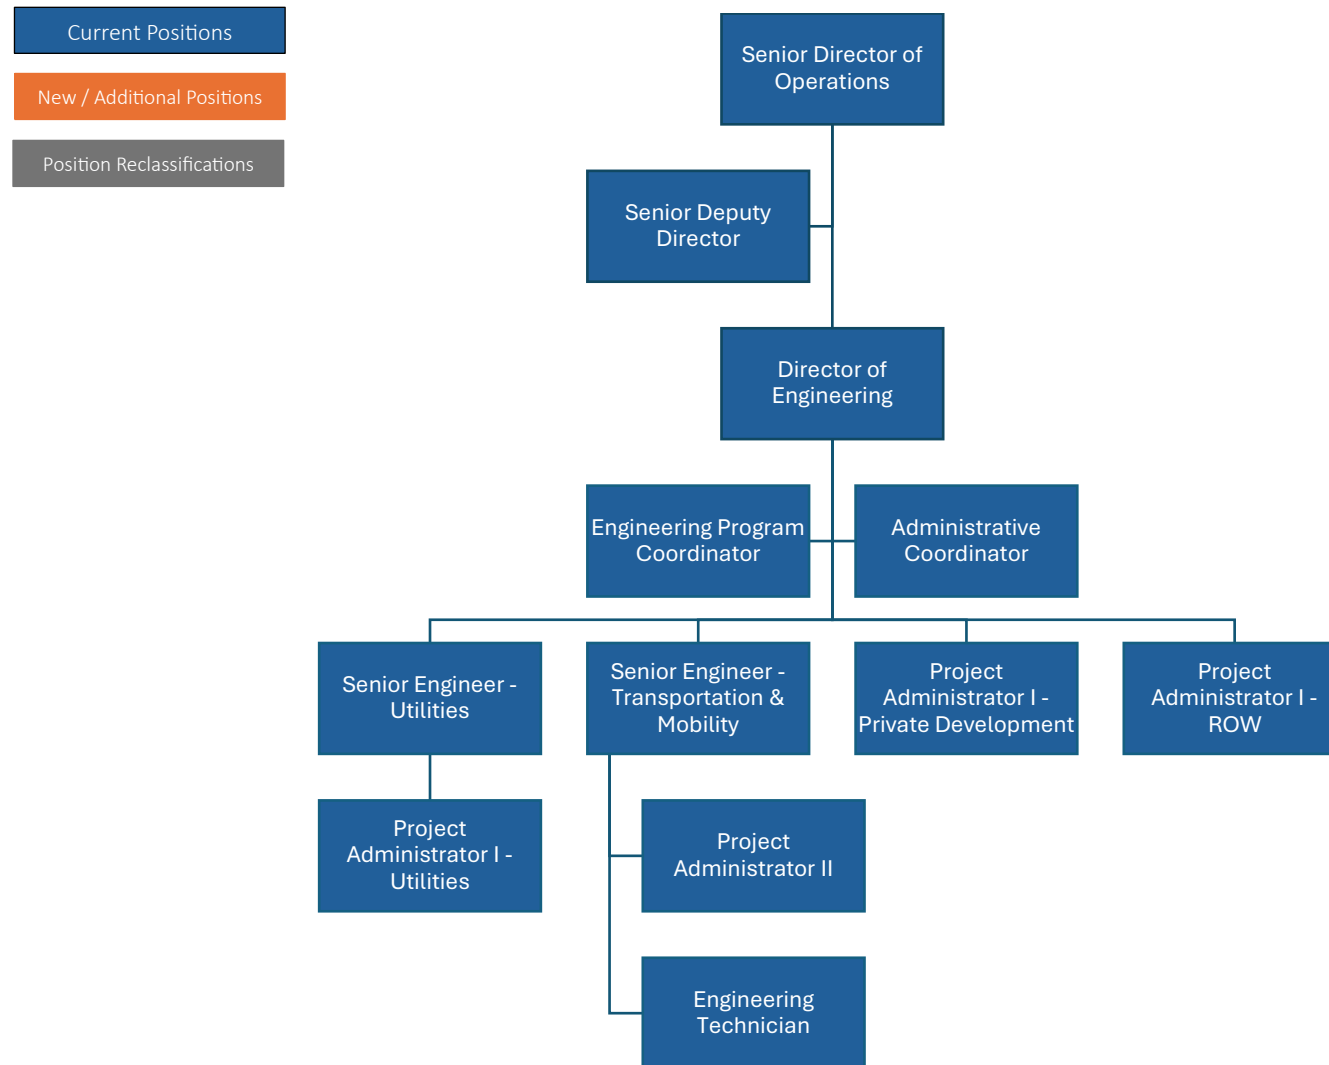 Current Positions
New / Additional Positions
Position Reclassifications
Senior Director of
Operations
Senior Deputy
Director
Director of
Engineering
Engineering Program
Coordinator
Administrative
Coordinator
Senior Engineer -
Utilities
Senior Engineer -
Transportation &
Mobility
Project
Administrator I -
Private Development
Project
Administrator I -
ROW
Project
Administrator I -
Utilities
Project
Administrator II
Engineering
Technician